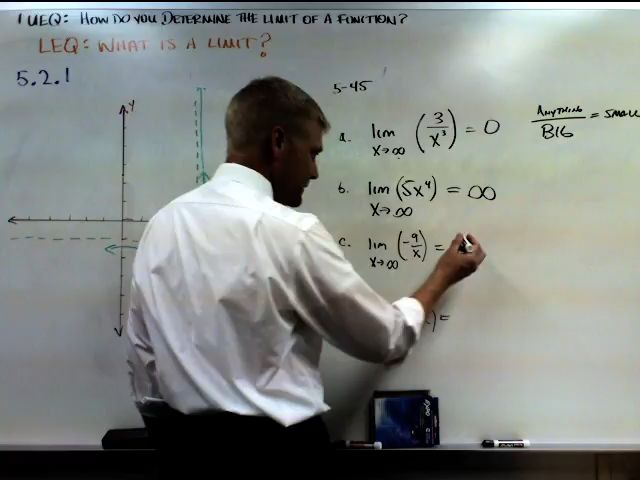 UEQ: HOW DO YOU DETERMINE THE LIMIT OF A FUNCTION?
LEQ: WHAT IS A LIMIT?
5.2.1
5-45
y
a. lim x→∞ (3/x³) = 0
ANYTHING/BIG = SMALL
b. lim x→∞ (5x⁴) = ∞
c. lim x→∞ (-9/x) =
) =